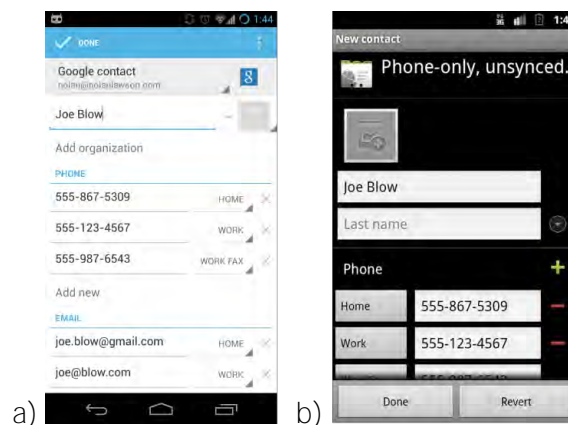 1:44
DONE
Google contact
Joe Blow
Add organization
PHONE
555-867-5309 HOME
555-123-4567 WORK
555-987-6543 WORK FAX
Add new
EMAIL
joe.blow@gmail.com HOME
joe@blow.com WORK
a)
1:4
New contact
Phone-only, unsynced.
Joe Blow
Last name
Phone
Home 555-867-5309
Work 555-123-4567
Done Revert
b)